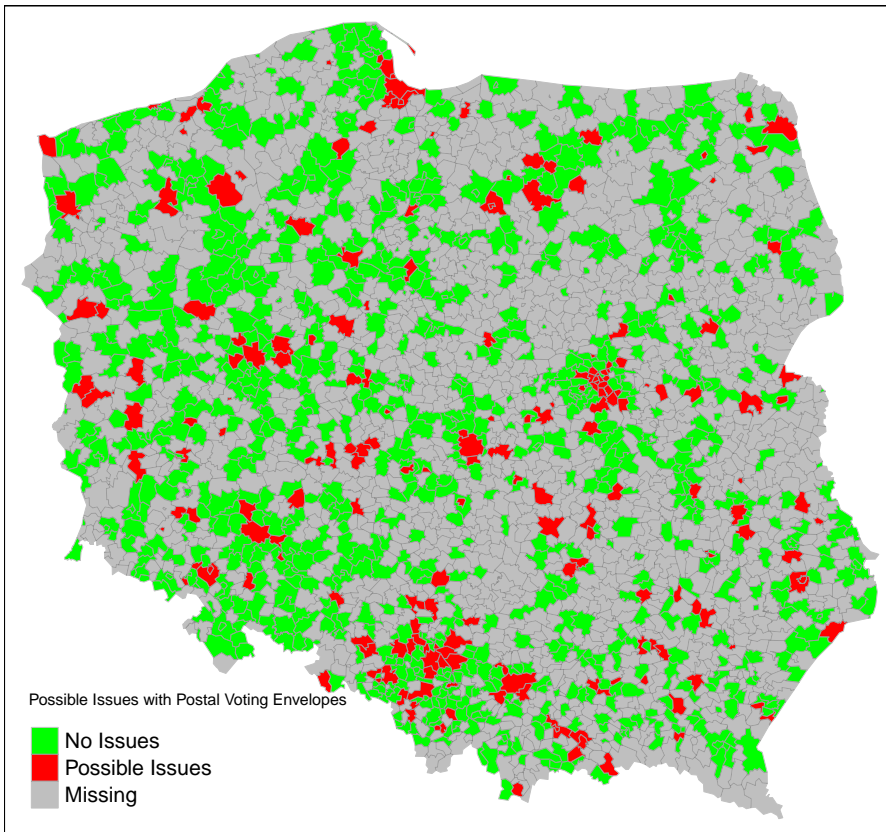 Possible Issues with Postal Voting Envelopes
No Issues
Possible Issues
Missing